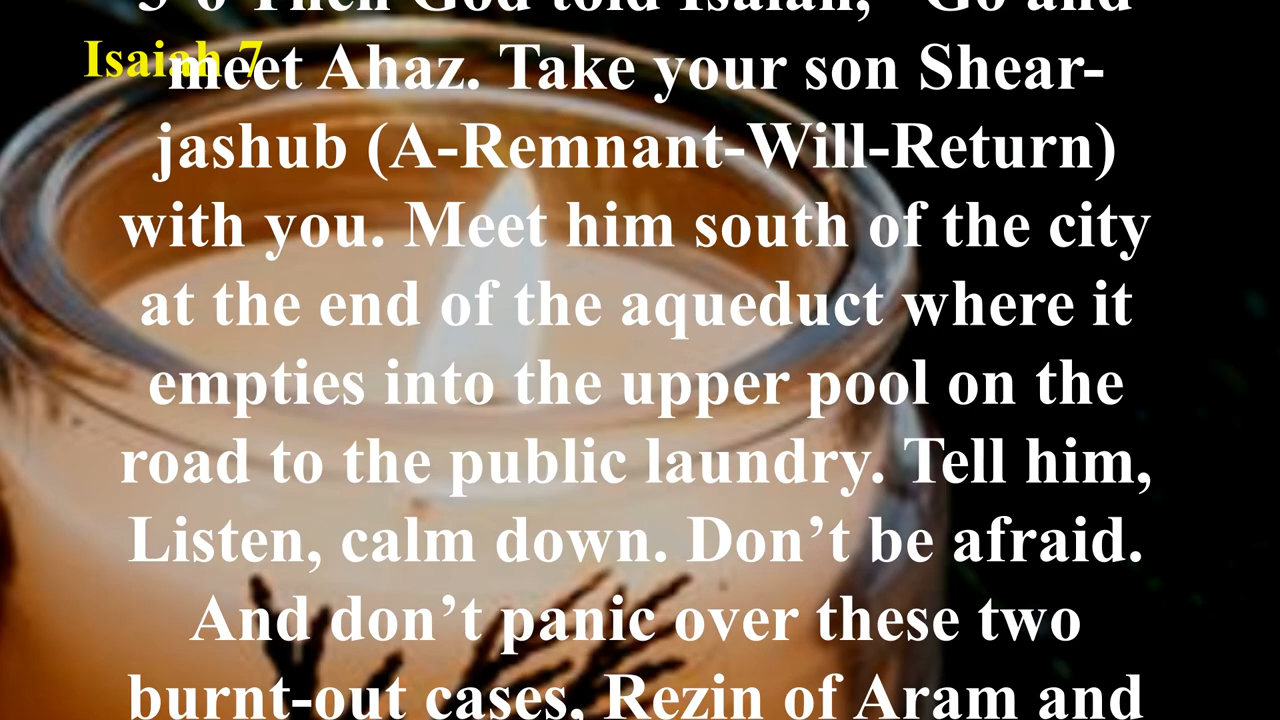 3-6 Then God told Isaiah, “Go and
Isaiah 7
meet Ahaz. Take your son Shear-
jashub (A-Remnant-Will-Return)
with you. Meet him south of the city
at the end of the aqueduct where it
empties into the upper pool on the
road to the public laundry. Tell him,
Listen, calm down. Don’t be afraid.
And don’t panic over these two
burnt-out cases, Rezin of Aram and